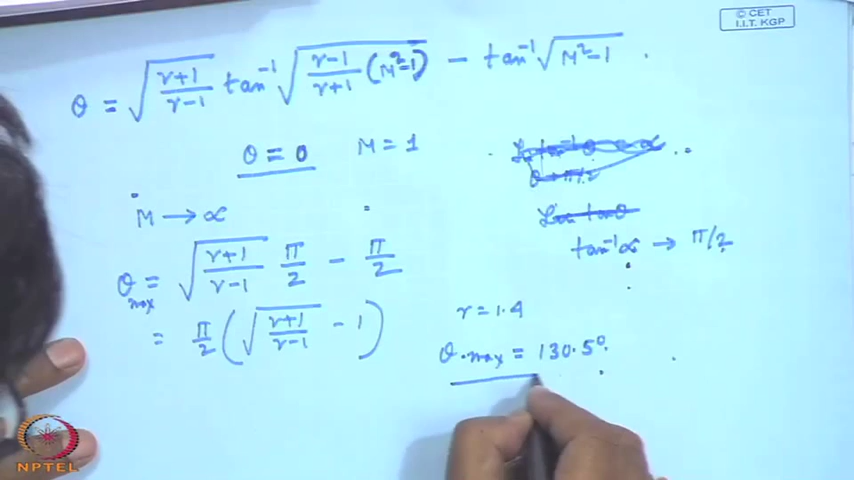 © CET
I.I.T. KGP
θ = √((γ+1)/(γ-1)) tan⁻¹ √((γ-1)/(γ+1) (M²-1)) - tan⁻¹ √(M²-1)
θ = 0 M = 1
M → ∝
tan⁻¹ ∝ → π/2
θmax = √((γ+1)/(γ-1)) π/2 - π/2
= π/2 (√((γ+1)/(γ-1)) - 1)
γ = 1.4
θ.max = 130.5°
NPTEL